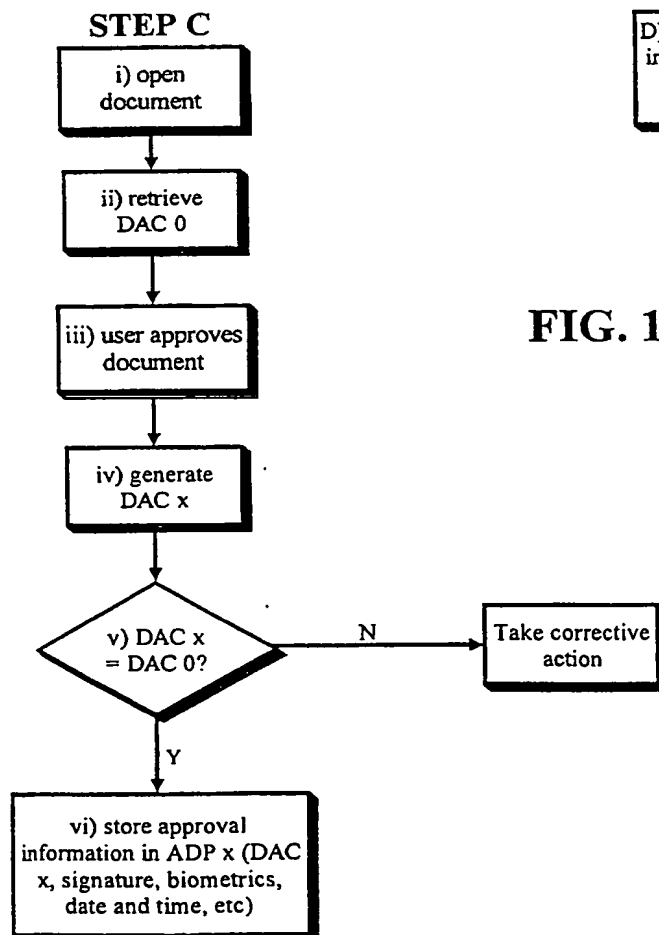 STEP C
i) open
document
ii) retrieve
DAC 0
iii) user approves
document
iv) generate
DAC x
v) DAC x
= DAC 0?
N
Take corrective
action
Y
vi) store approval
information in ADP x (DAC
x, signature, biometrics,
date and time, etc)
D)
in
FIG. 1